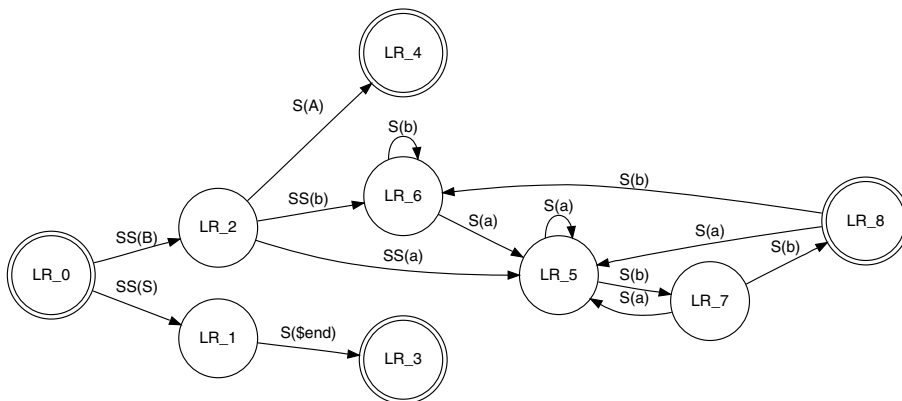 LR_4
S(A)
S(b)
LR_6
S(b)
SS(b)
LR_8
LR_2
S(a)
S(a)
S(a)
SS(B)
S(b)
SS(a)
LR_0
LR_5
S(b)
LR_7
S(a)
SS(S)
LR_1
S($end)
LR_3